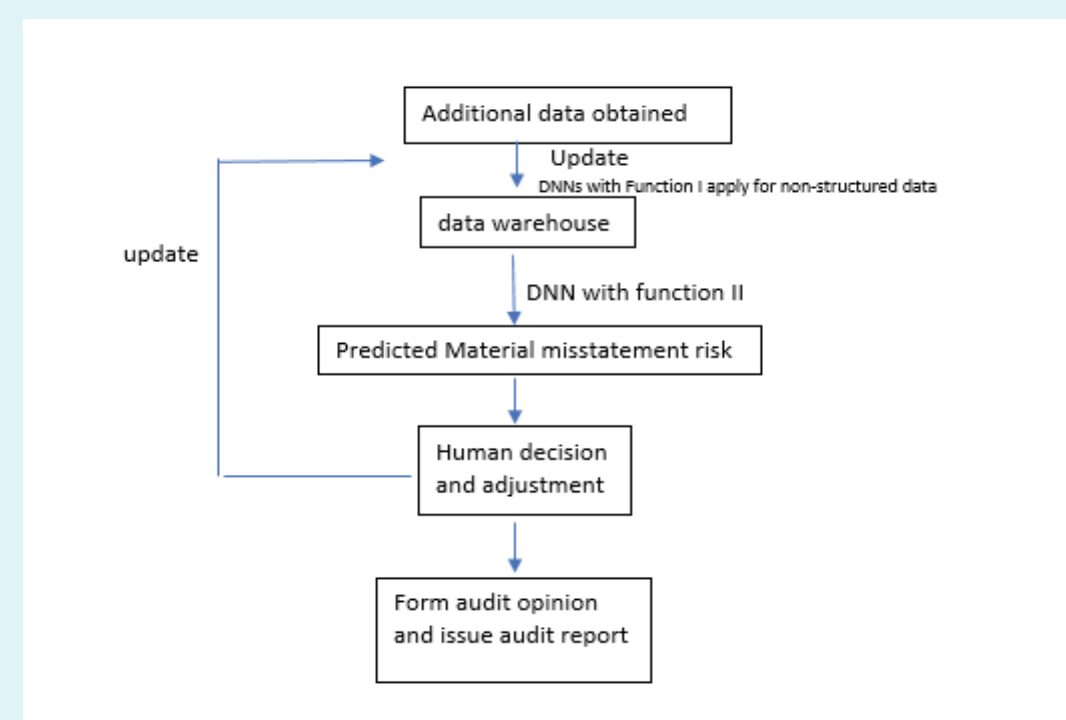 Additional data obtained
Update
DNNs with Function I apply for non-structured data
data warehouse
update
DNN with function II
Predicted Material misstatement risk
Human decision
and adjustment
Form audit opinion
and issue audit report